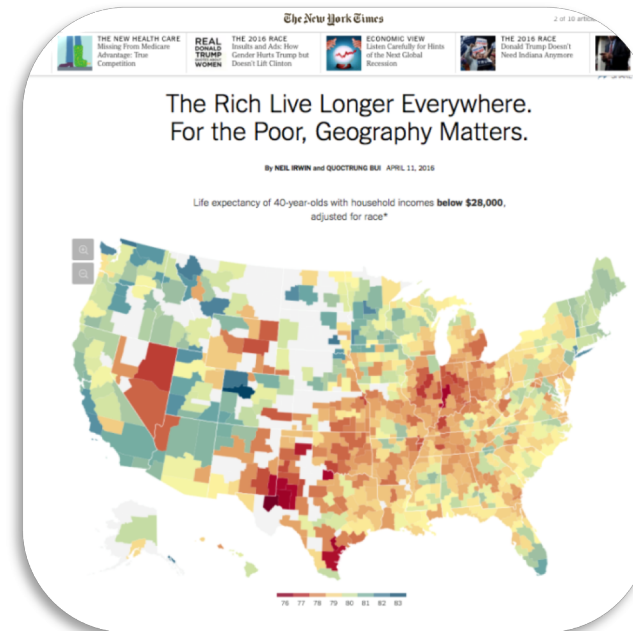 The New York Times
2 of 10
THE NEW HEALTH CARE
Missing From Medicare
Advantage: True
Competition
REAL
DONALD
TRUMP
WOMEN
THE 2016 RACE
Insults and Ads: How
Gender Hurts Trump but
Doesn't Lift Clinton
ECONOMIC VIEW
Listen Carefully for Hints
of the Next Global
Recession
THE 2016 RACE
Donald Trump Doesn't
Need Indiana Anymore
The Rich Live Longer Everywhere.
For the Poor, Geography Matters.
By NEIL IRWIN and QUOCTRUNG BUI APRIL 11, 2016
Life expectancy of 40-year-olds with household incomes below $28,000,
adjusted for race*
76 77 78 79 80 81 82 83